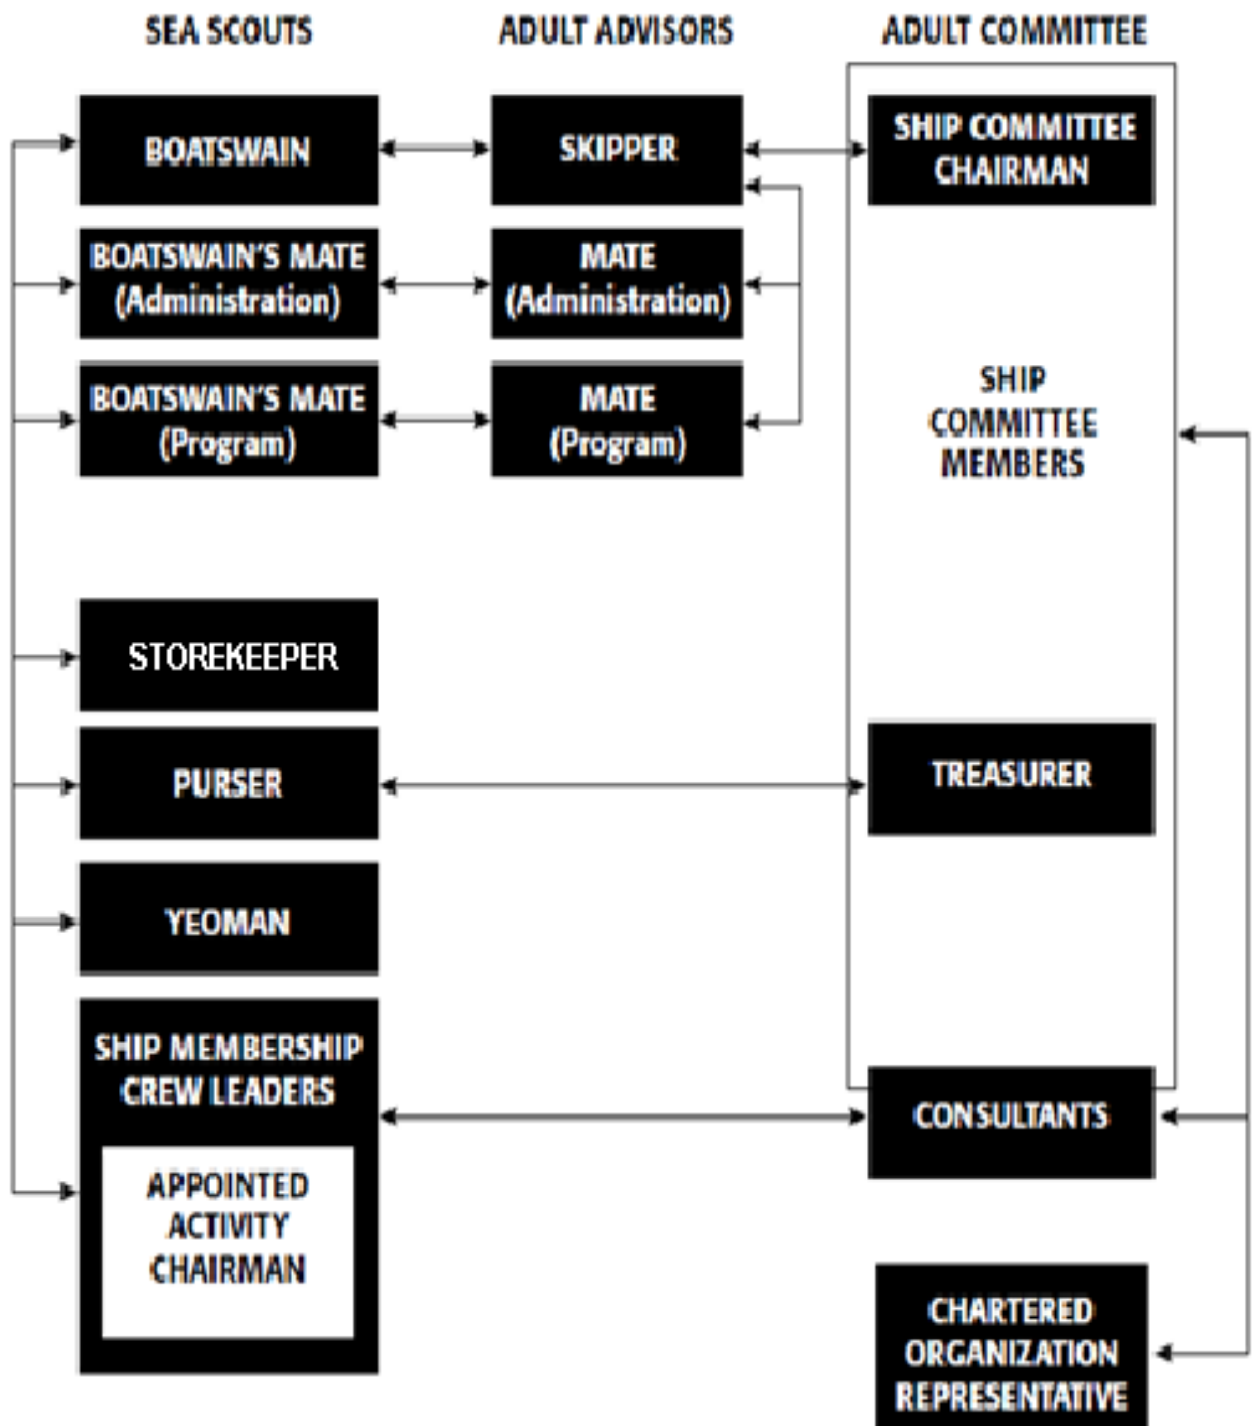 SEA SCOUTS
ADULT ADVISORS
ADULT COMMITTEE
BOATSWAIN
SKIPPER
SHIP COMMITTEE
CHAIRMAN
BOATSWAIN'S MATE
(Administration)
MATE
(Administration)
BOATSWAIN'S MATE
(Program)
MATE
(Program)
SHIP
COMMITTEE
MEMBERS
STOREKEEPER
PURSER
TREASURER
YEOMAN
SHIP MEMBERSHIP
CREW LEADERS
CONSULTANTS
APPOINTED
ACTIVITY
CHAIRMAN
CHARTERED
ORGANIZATION
REPRESENTATIVE